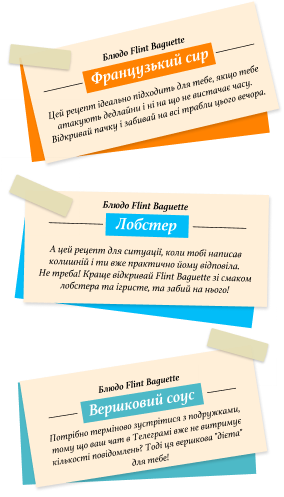 Блюдо Flint Baguette
Французький сир
Цей рецепт ідеально підходить для тебе, якщо тебе
атакують дедлайни і ні на що не вистачає часу.
Відкривай пачку і забивай на всі трабли цього вечора.
Блюдо Flint Baguette
Лобстер
А цей рецепт для ситуації, коли тобі написав
колишній і ти вже практично йому відповіла.
Не треба! Краще відкривай Flint Baguette зі смаком
лобстера та ігристе, та забий на нього!
Блюдо Flint Baguette
Вершковий соус
Потрібно терміново зустрітися з подружками,
тому що ваш чат в Телеграмі вже не витримує
кількості повідомлень? Тоді ця вершкова "дієта"
для тебе!